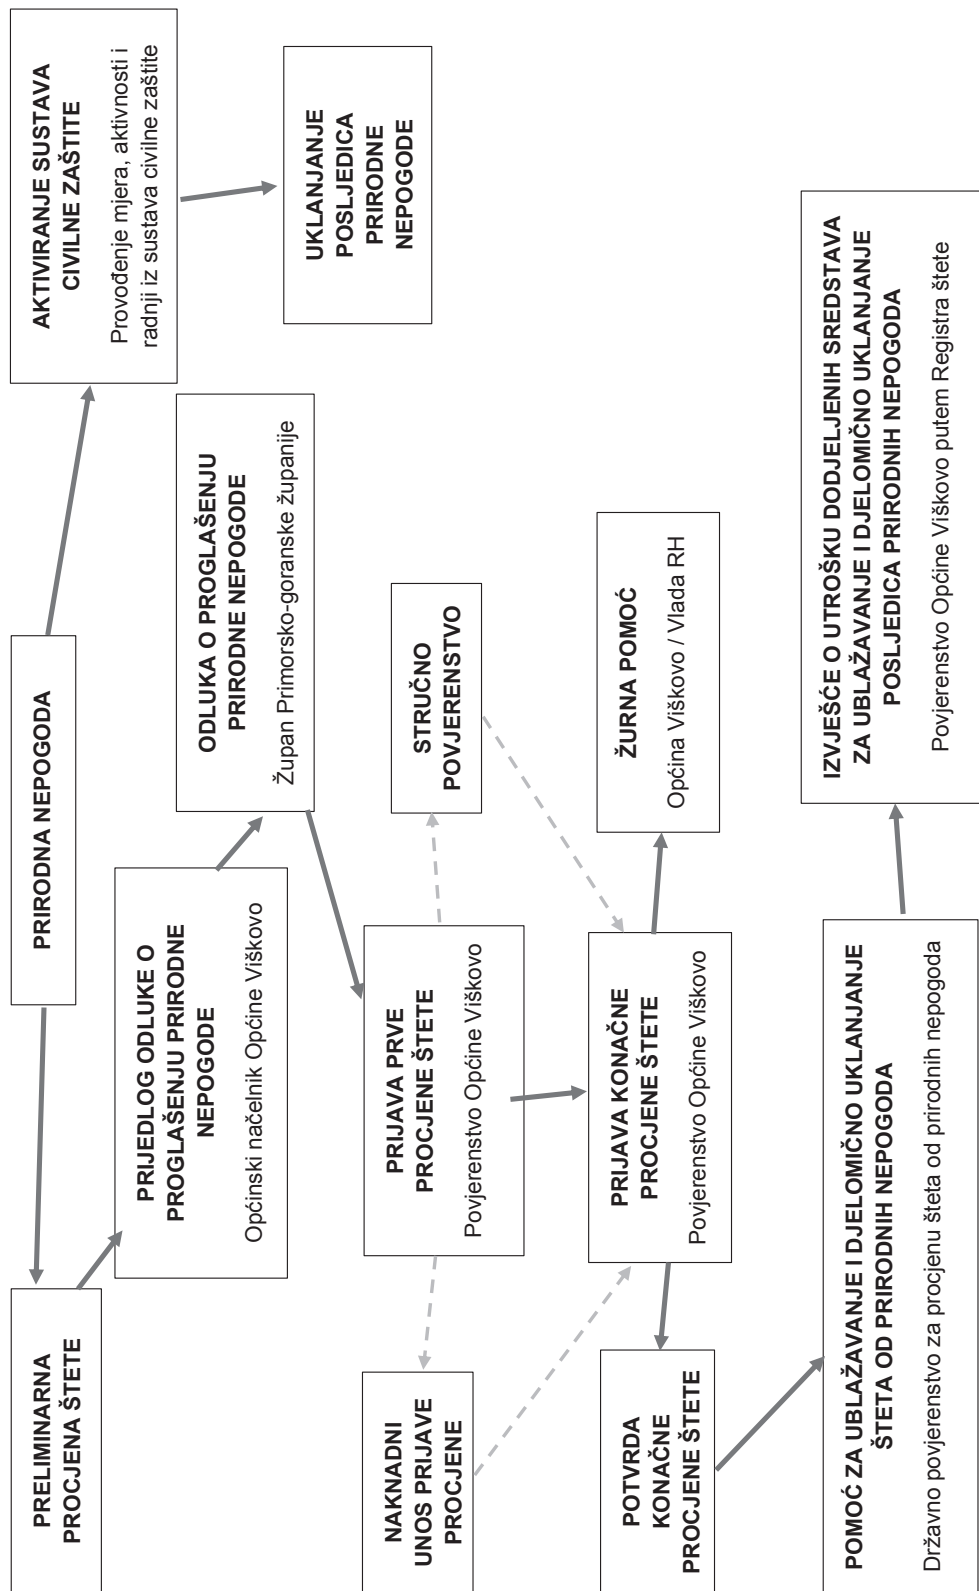 PRIRODNA NEPOGODA
PRELIMINARNA
PROCJENA ŠTETE
AKTIVIRANJE SUSTAVA
CIVILNE ZAŠTITE
Provođenje mjera, aktivnosti i
radnji iz sustava civilne zaštite
PRIJEDLOG ODLUKE O
PROGLAŠENJU PRIRODNE
NEPOGODE
Općinski načelnik Općine Viškovo
ODLUKA O PROGLAŠENJU
PRIRODNE NEPOGODE
Župan Primorsko-goranske županije
UKLANJANJE
POSLJEDICA
PRIRODNE
NEPOGODE
NAKNADNI
UNOS PRIJAVE
PROCJENE
PRIJAVA PRVE
PROCJENE ŠTETE
Povjerenstvo Općine Viškovo
STRUČNO
POVJERENSTVO
POTVRDA
KONAČNE
PROCJENE ŠTETE
PRIJAVA KONAČNE
PROCJENE ŠTETE
Povjerenstvo Općine Viškovo
ŽURNA POMOĆ
Općina Viškovo / Vlada RH
POMOĆ ZA UBLAŽAVANJE I DJELOMIČNO UKLANJANJE
ŠTETA OD PRIRODNIH NEPOGODA
Državno povjerenstvo za procjenu šteta od prirodnih nepogoda
IZVJEŠĆE O UTROŠKU DODJELJENIH SREDSTAVA
ZA UBLAŽAVANJE I DJELOMIČNO UKLANJANJE
POSLJEDICA PRIRODNIH NEPOGODA
Povjerenstvo Općine Viškovo putem Registra štete